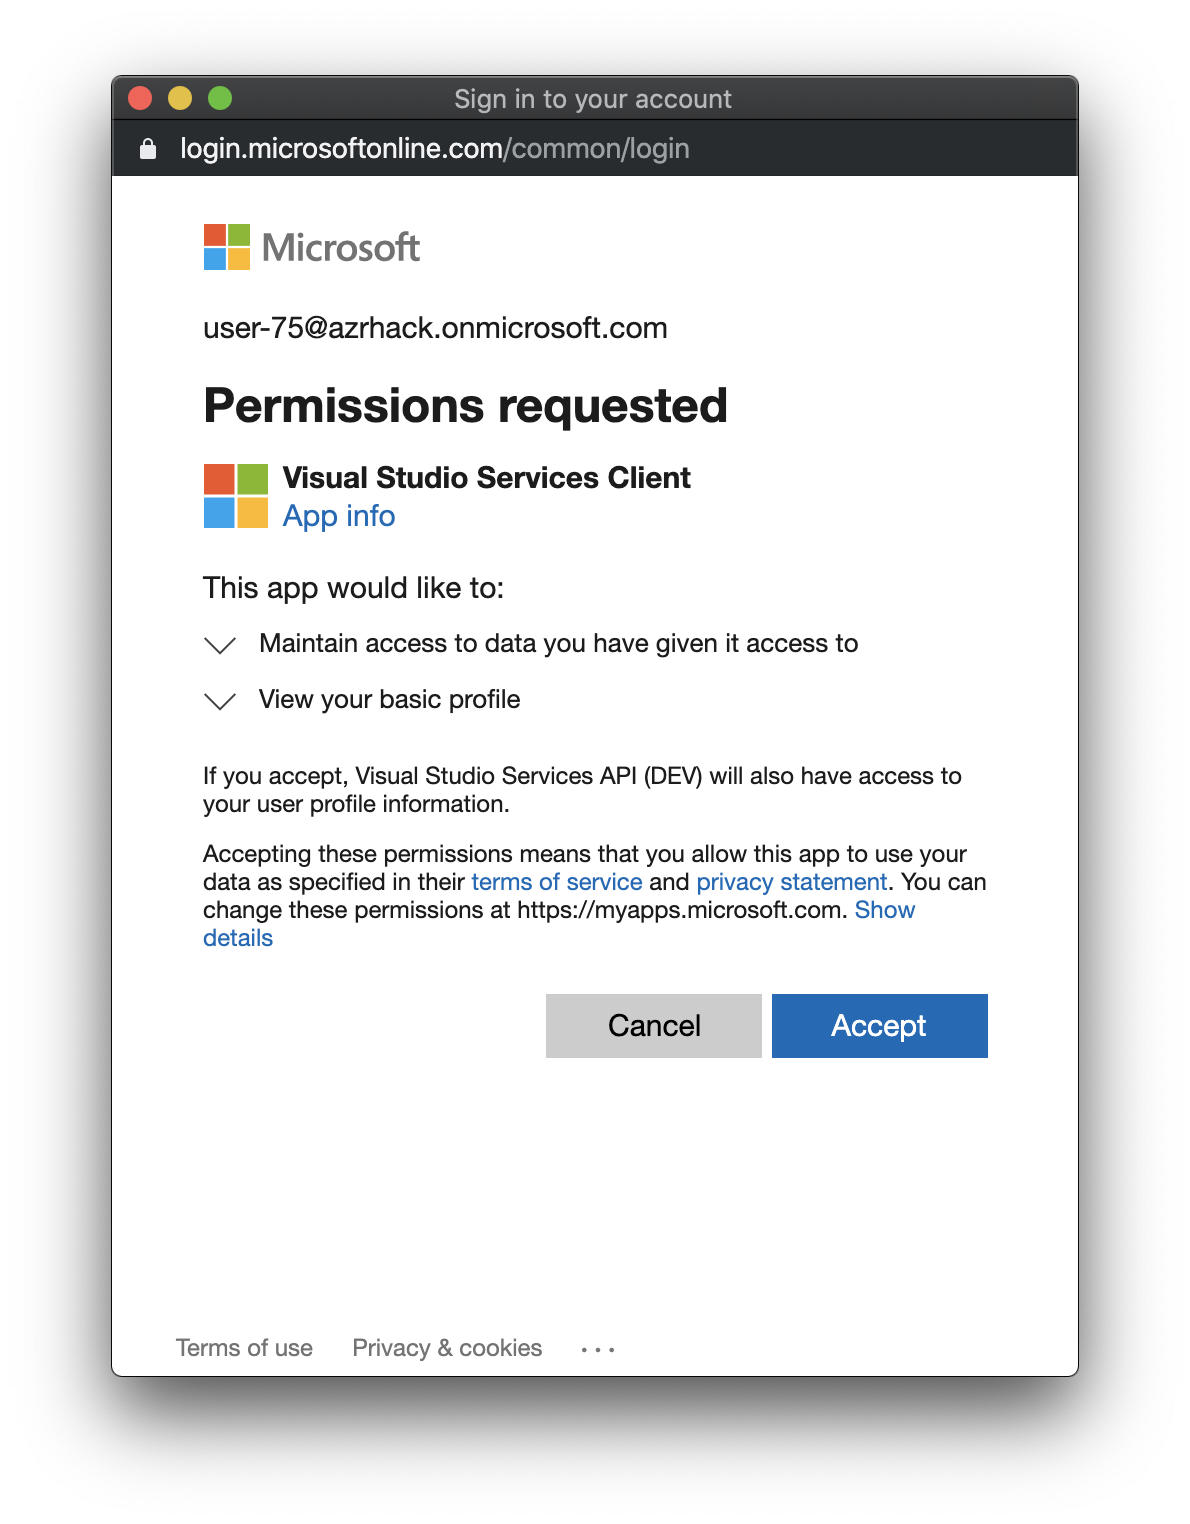 Sign in to your account
login.microsoftonline.com/common/login
Microsoft
user-75@azrhack.onmicrosoft.com
Permissions requested
Visual Studio Services Client
App info
This app would like to:
Maintain access to data you have given it access to
View your basic profile
If you accept, Visual Studio Services API (DEV) will also have access to
your user profile information.
Accepting these permissions means that you allow this app to use your
data as specified in their terms of service and privacy statement. You can
change these permissions at https://myapps.microsoft.com. Show
details
Cancel Accept
Terms of use Privacy & cookies ...